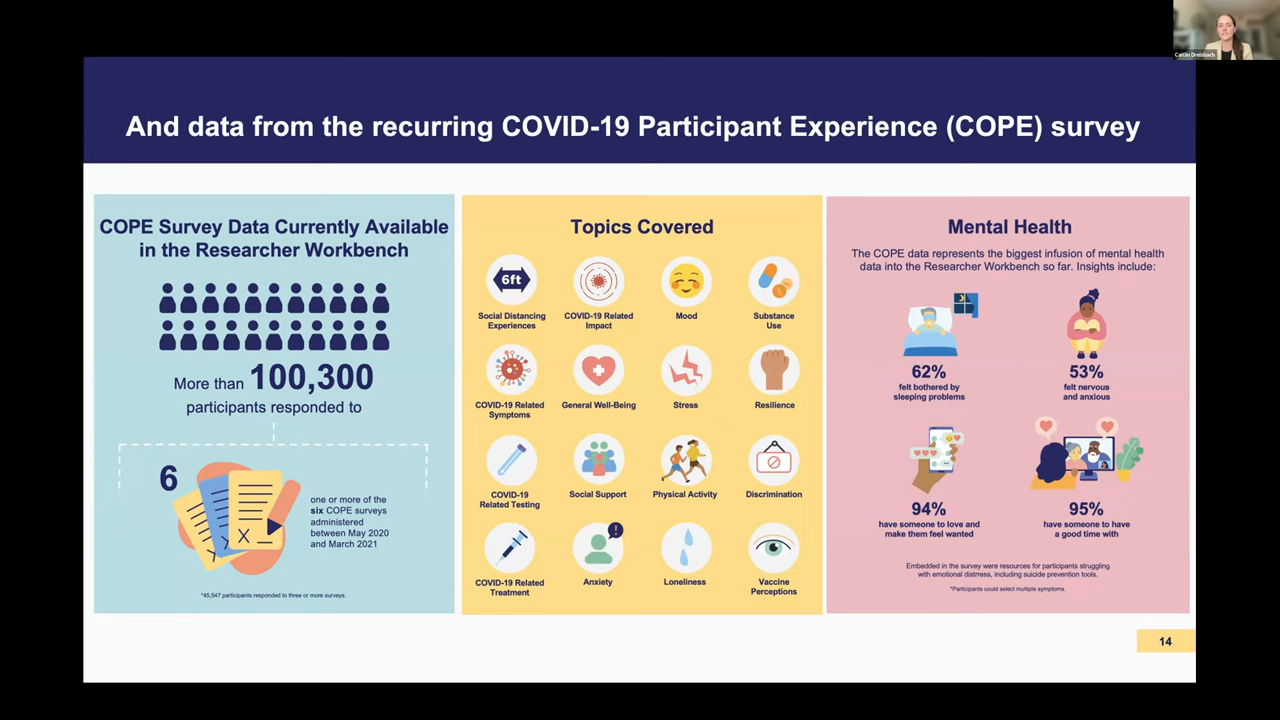 Caitlin Dreisbach
And data from the recurring COVID-19 Participant Experience (COPE) survey
COPE Survey Data Currently Available
in the Researcher Workbench
More than 100,300
participants responded to
6
one or more of the
six COPE surveys
administered
between May 2020
and March 2021
*45,547 participants responded to three or more surveys.
Topics Covered
6ft
Social Distancing
Experiences
COVID-19 Related
Impact
Mood
Substance
Use
COVID-19 Related
Symptoms
General Well-Being
Stress
Resilience
COVID-19
Related Testing
Social Support
Physical Activity
Discrimination
COVID-19 Related
Treatment
!
Anxiety
Loneliness
Vaccine
Perceptions
Mental Health
The COPE data represents the biggest infusion of mental health
data into the Researcher Workbench so far. Insights include:
62%
felt bothered by
sleeping problems
53%
felt nervous
and anxious
94%
have someone to love and
make them feel wanted
95%
have someone to have
a good time with
Embedded in the survey were resources for participants struggling
with emotional distrress, including suicide prevention tools.
*Participants could select multiple symptoms.
14